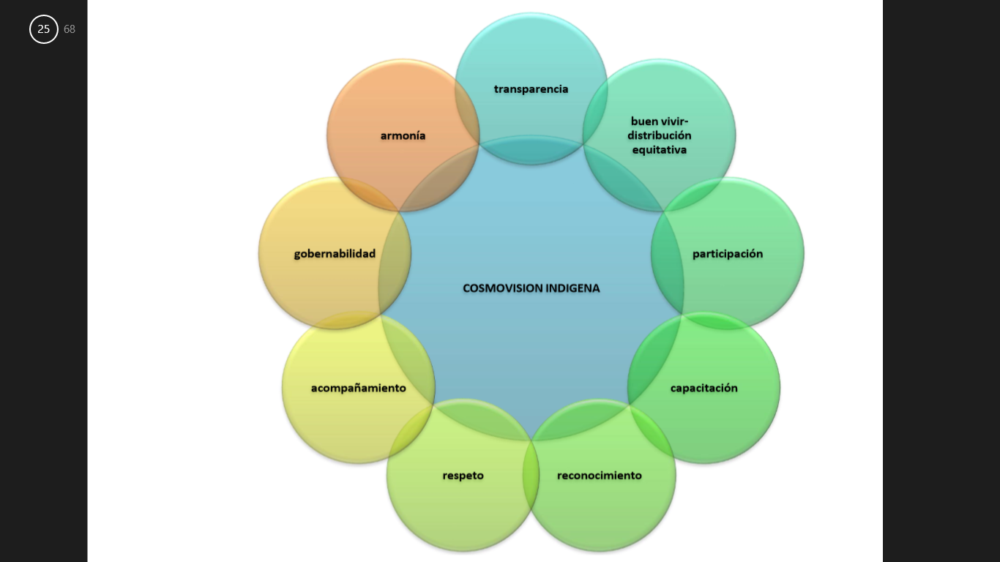 25 68
transparencia
armonía
buen vivir-
distribución
equitativa
gobernabilidad
participación
COSMOVISION INDIGENA
acompañamiento
capacitación
respeto
reconocimiento